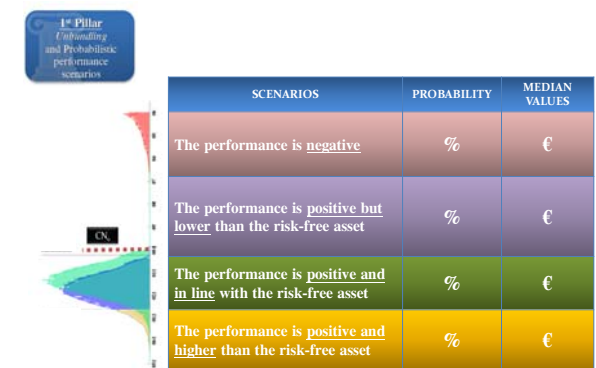 1st Pillar
Unbundling
and Probabilistic
performance
scenarios
SCENARIOS PROBABILITY MEDIAN
VALUES
The performance is negative % €
The performance is positive but
lower than the risk-free asset % €
The performance is positive and
in line with the risk-free asset % €
The performance is positive and
higher than the risk-free asset % €